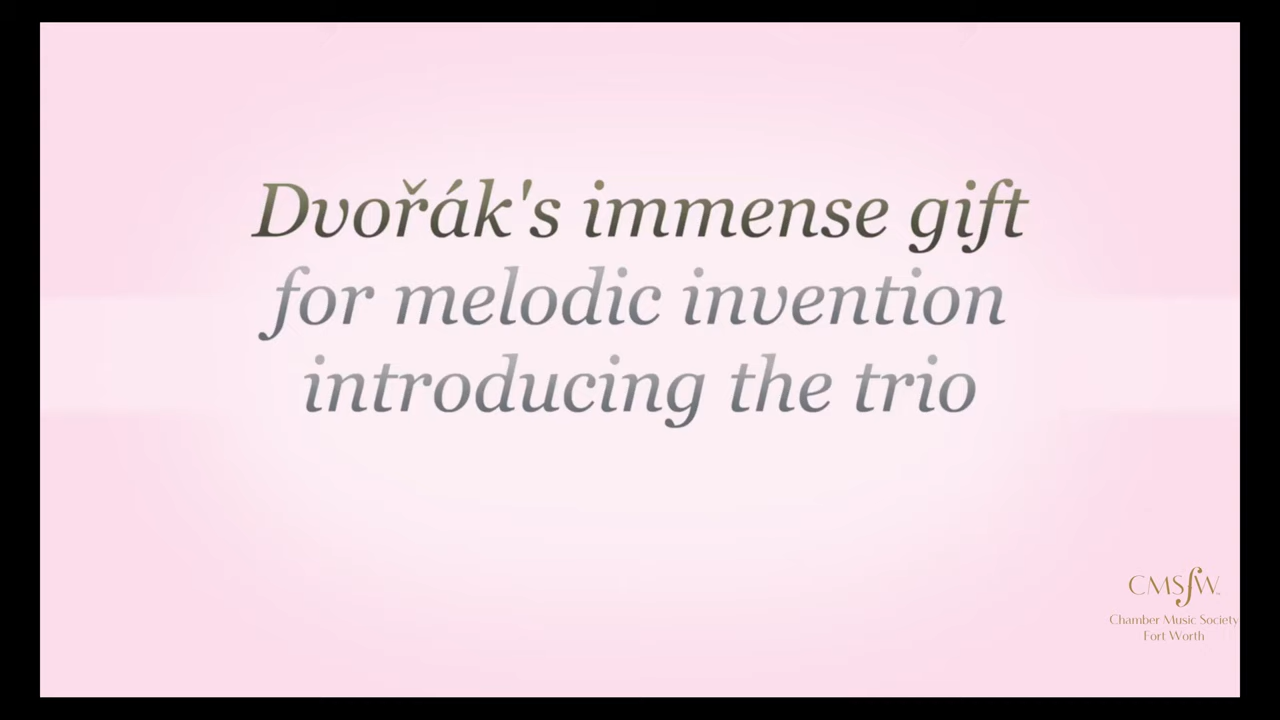 Dvořák's immense gift
for melodic invention
introducing the trio
CMSfW
Chamber Music Society
Fort Worth